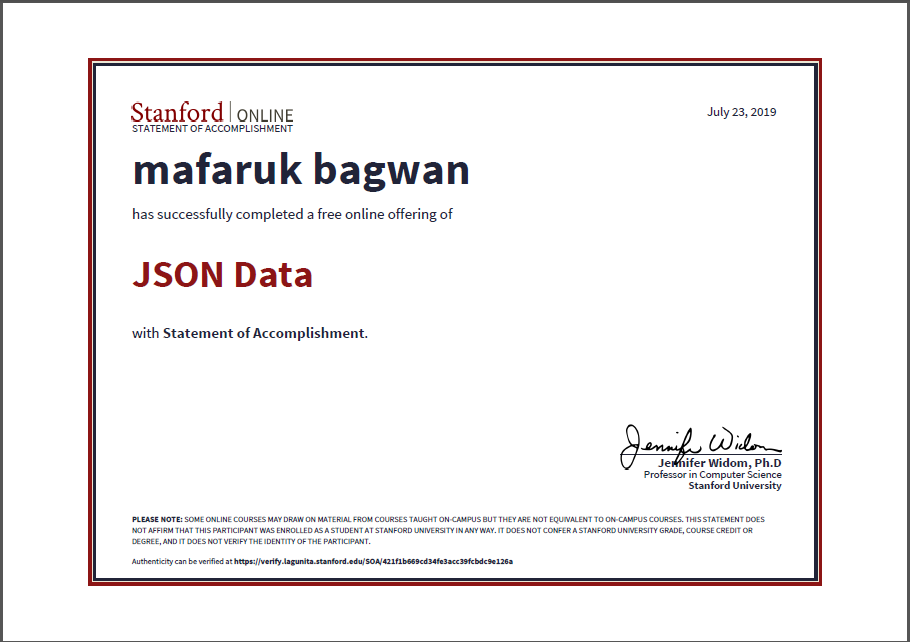 Stanford | ONLINE
July 23, 2019
STATEMENT OF ACCOMPLISHMENT
mafaruk bagwan
has successfully completed a free online offering of
JSON Data
with Statement of Accomplishment.
Jennifer Widom
Jennifer Widom, Ph.D
Professor in Computer Science
Stanford University
PLEASE NOTE: SOME ONLINE COURSES MAY DRAW ON MATERIAL FROM COURSES TAUGHT ON-CAMPUS BUT THEY ARE NOT EQUIVALENT TO ON-CAMPUS COURSES. THIS STATEMENT DOES
NOT AFFIRM THAT THIS PARTICIPANT WAS ENROLLED AS A STUDENT AT STANFORD UNIVERSITY IN ANY WAY. IT DOES NOT CONFER A STANFORD UNIVERSITY GRADE, COURSE CREDIT OR
DEGREE, AND IT DOES NOT VERIFY THE IDENTITY OF THE PARTICIPANT.
Authenticity can be verified at https://verify.lagunita.stanford.edu/SOA/421f1b669cd34fe3acc39fcbdc9e126a